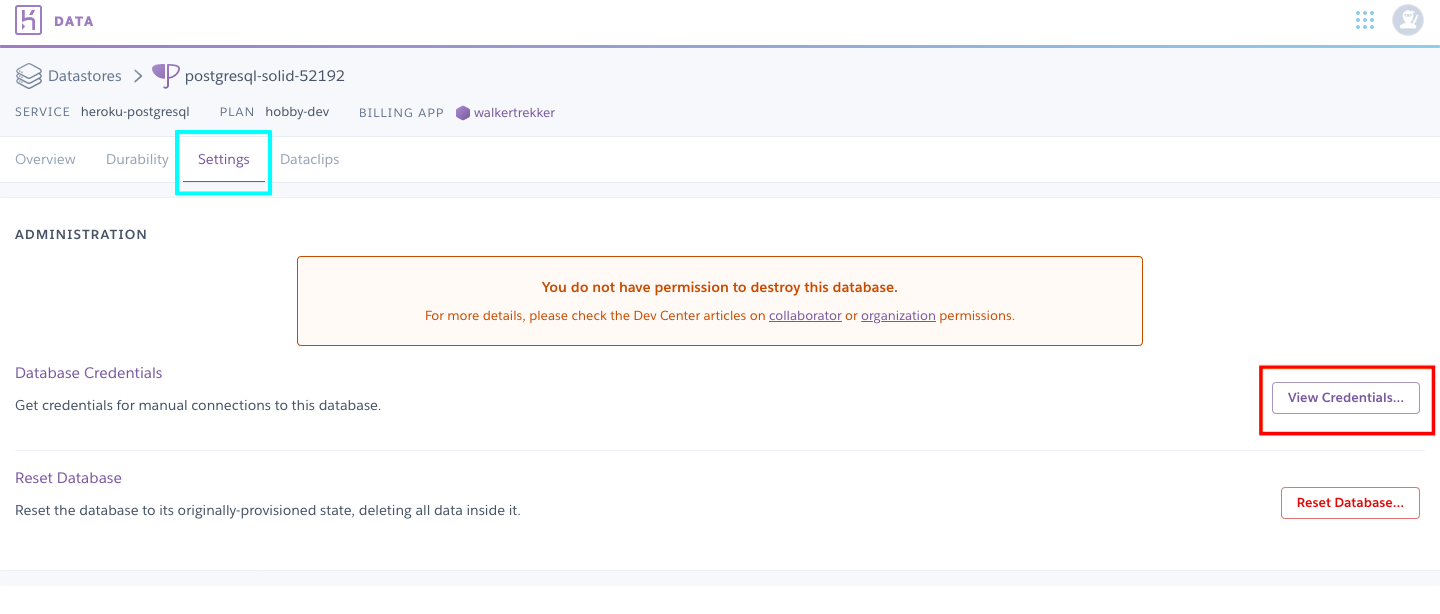 DATA
Datastores postgresql-solid-52192
SERVICE heroku-postgresql PLAN hobby-dev BILLING APP walkertrekker
Overview Durability Settings Dataclips
ADMINISTRATION
You do not have permission to destroy this database.
For more details, please check the Dev Center articles on collaborator or organization permissions.
Database Credentials
Get credentials for manual connections to this database.
View Credentials...
Reset Database
Reset the database to its originally-provisioned state, deleting all data inside it.
Reset Database...